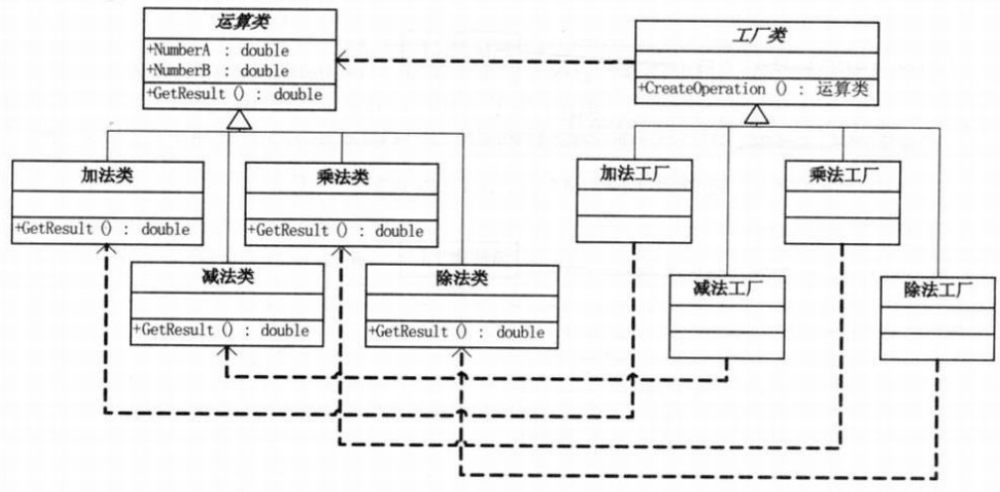 运算类
+NumberA : double
+NumberB : double
+GetResult () : double
工厂类
+CreateOperation () : 运算类
加法类
+GetResult () : double
乘法类
+GetResult () : double
加法工厂
乘法工厂
减法类
+GetResult () : double
除法类
+GetResult () : double
减法工厂
除法工厂